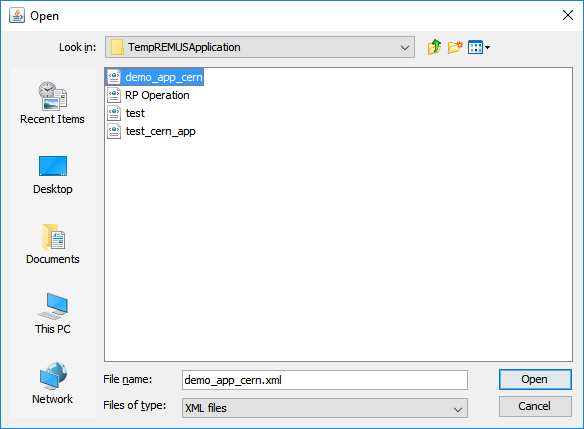 Open
Look in:
TempREMUSApplication
Recent Items
Desktop
Documents
This PC
Network
demo_app_cern
RP Operation
test
test_cern_app
File name:
demo_app_cern.xml
Open
Files of type:
XML files
Cancel